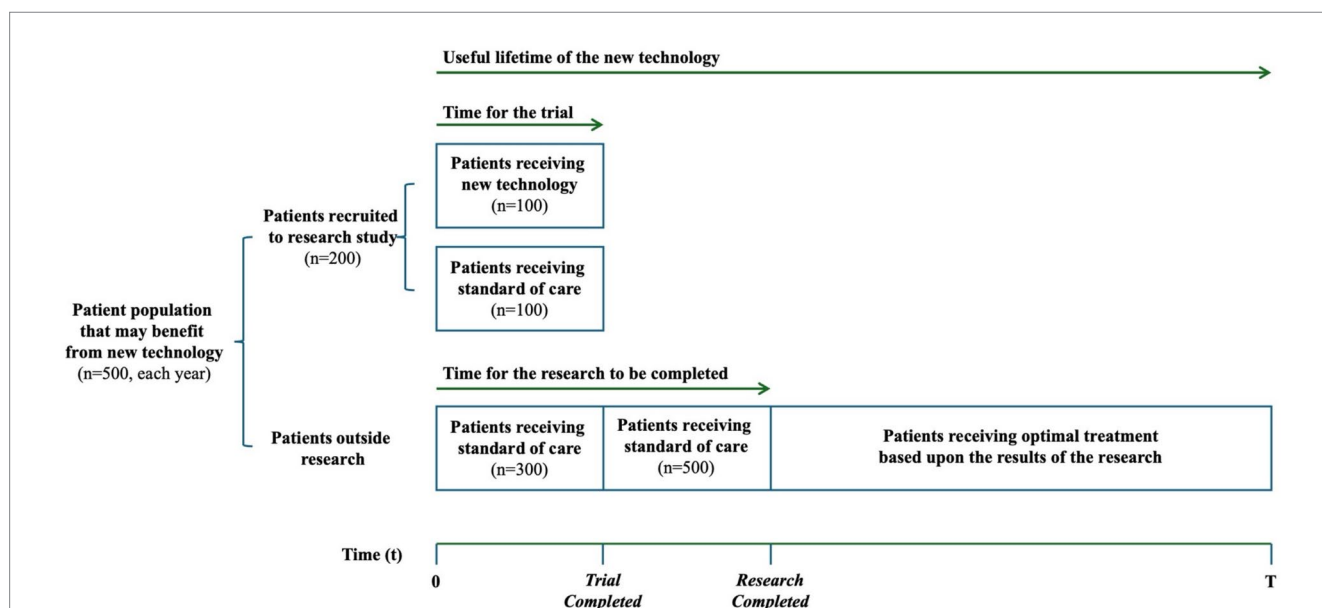 Useful lifetime of the new technology
Time for the trial
Patients receiving
new technology
(n=100)
Patients recruited
to research study
(n=200)
Patients receiving
standard of care
(n=100)
Patient population
that may benefit
from new technology
(n=500, each year)
Time for the research to be completed
Patients outside
research
Patients receiving
standard of care
(n=300)
Patients receiving
standard of care
(n=500)
Patients receiving optimal treatment
based upon the results of the research
Time (t)
0
Trial
Completed
Research
Completed
T